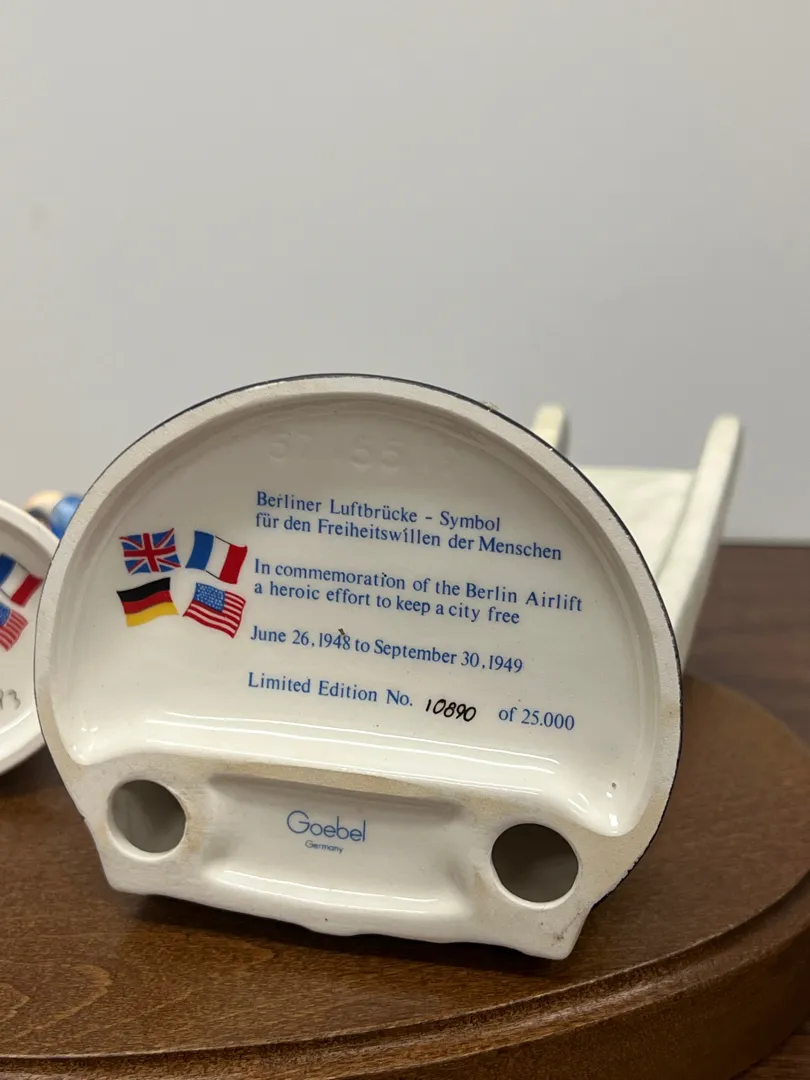 Berliner Luftbrücke - Symbol
für den Freiheitswillen der Menschen
In commemoration of the Berlin Airlift
a heroic effort to keep a city free
June 26, 1948 to September 30, 1949
Limited Edition No. 10890 of 25.000
Goebel
Germany